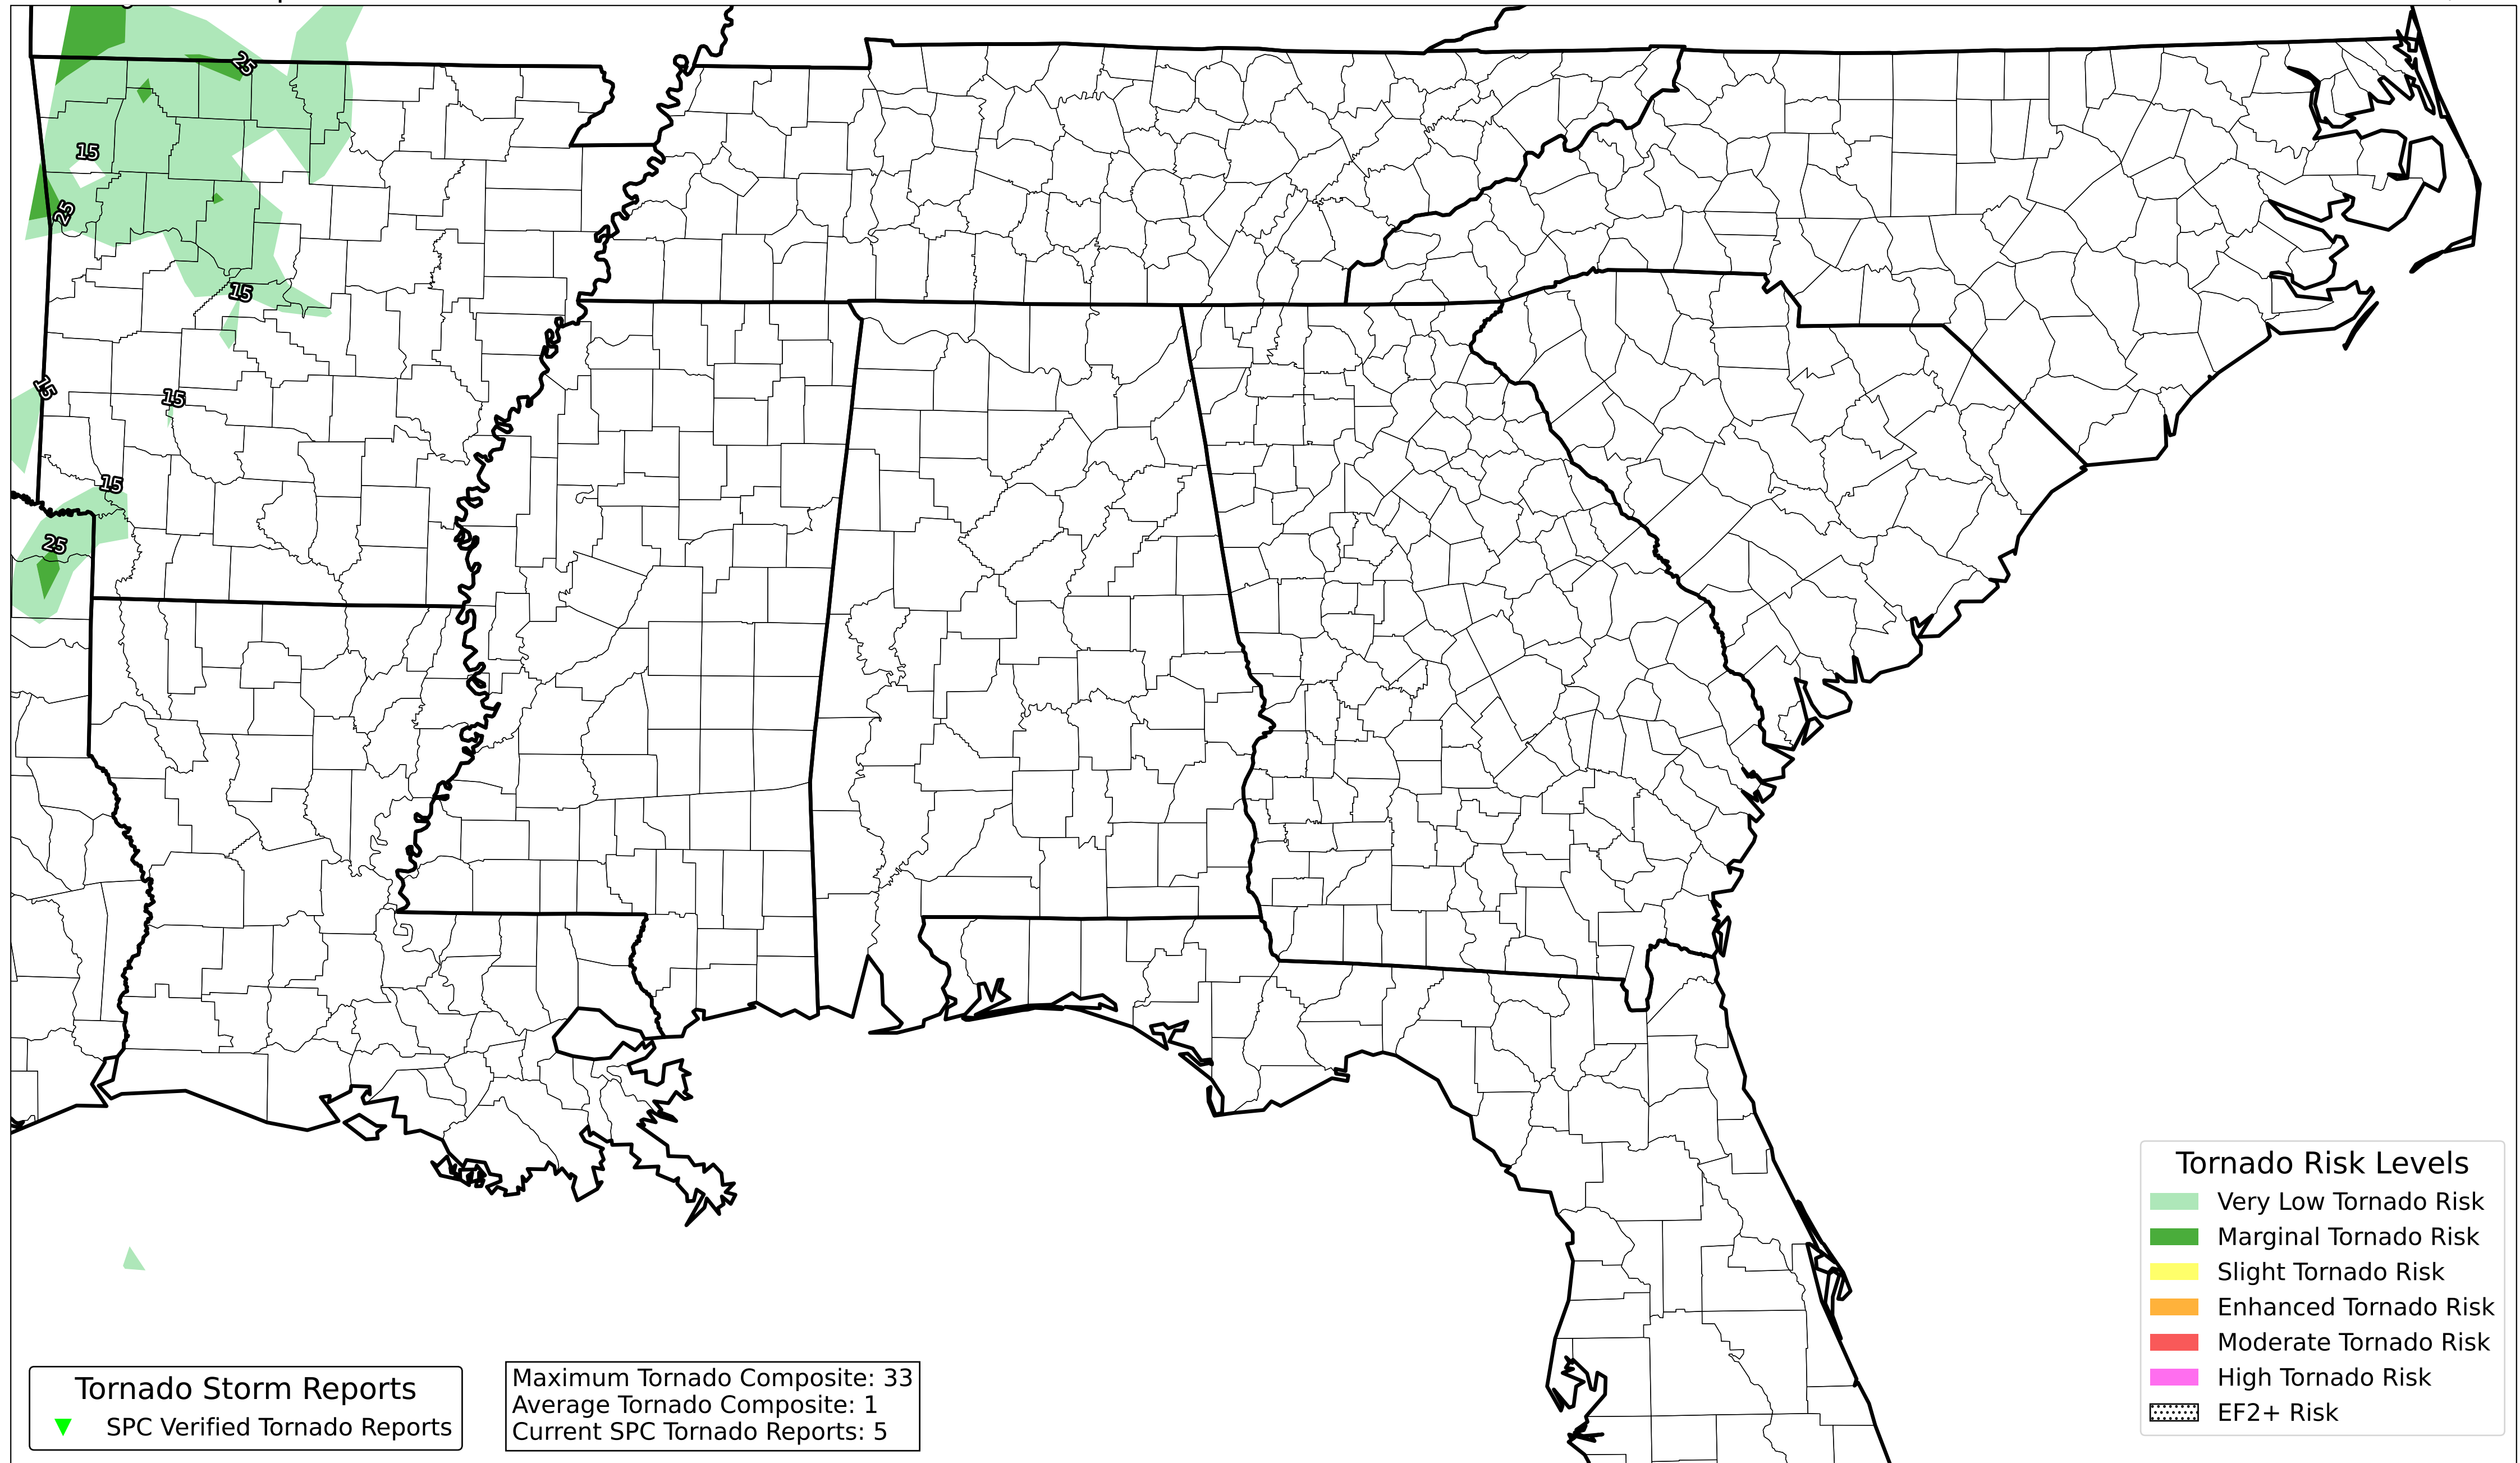 25
15
25
15
15
15
15
25
Tornado Risk Levels
Very Low Tornado Risk
Marginal Tornado Risk
Slight Tornado Risk
Enhanced Tornado Risk
Moderate Tornado Risk
High Tornado Risk
EF2+ Risk
Tornado Storm Reports
SPC Verified Tornado Reports
Maximum Tornado Composite: 33
Average Tornado Composite: 1
Current SPC Tornado Reports: 5